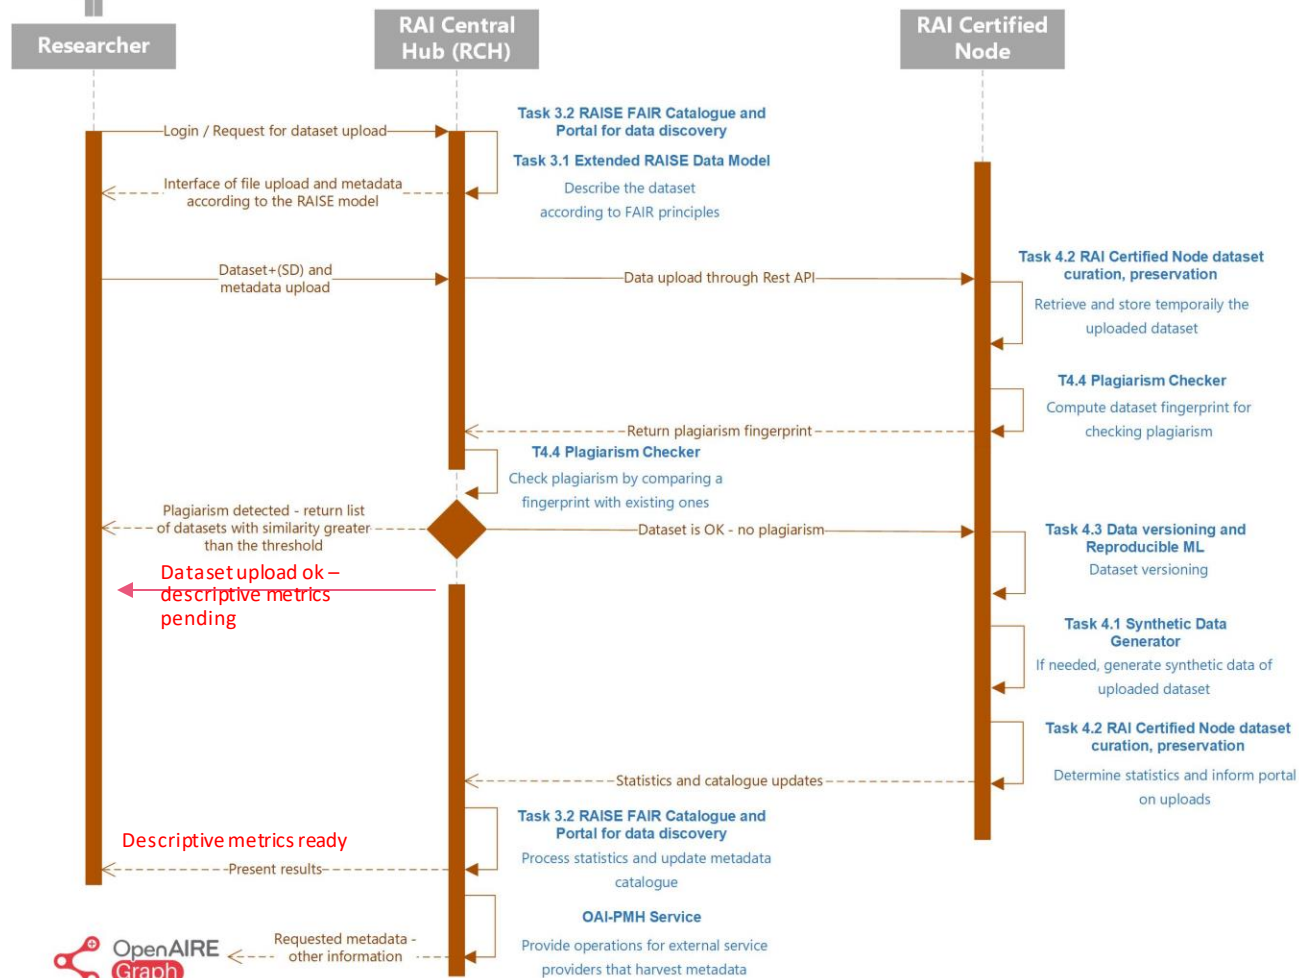 Researcher
RAI Central
Hub (RCH)
RAI Certified
Node
Login / Request for dataset upload
Task 3.2 RAISE FAIR Catalogue and
Portal for data discovery
Task 3.1 Extended RAISE Data Model
Describe the dataset
according to FAIR principles
Interface of file upload and metadata
according to the RAISE model
Dataset+(SD) and
metadata upload
Data upload through Rest API
Task 4.2 RAI Certified Node dataset
curation, preservation
Retrieve and store temporaily the
uploaded dataset
T4.4 Plagiarism Checker
Compute dataset fingerprint for
checking plagiarism
Return plagiarism fingerprint
T4.4 Plagiarism Checker
Check plagiarism by comparing a
fingerprint with existing ones
Plagiarism detected - return list
of datasets with similarity greater
than the threshold
Dataset is OK - no plagiarism
Task 4.3 Data versioning and
Reproducible ML
Dataset versioning
Dataset upload ok –
descriptive metrics
pending
Task 4.1 Synthetic Data
Generator
If needed, generate synthetic data of
uploaded dataset
Task 4.2 RAI Certified Node dataset
curation, preservation
Determine statistics and inform portal
on uploads
Statistics and catalogue updates
Task 3.2 RAISE FAIR Catalogue and
Portal for data discovery
Process statistics and update metadata
catalogue
Descriptive metrics ready
Present results
OAI-PMH Service
Provide operations for external service
providers that harvest metadata
Requested metadata -
other information
OpenAIRE
Graph